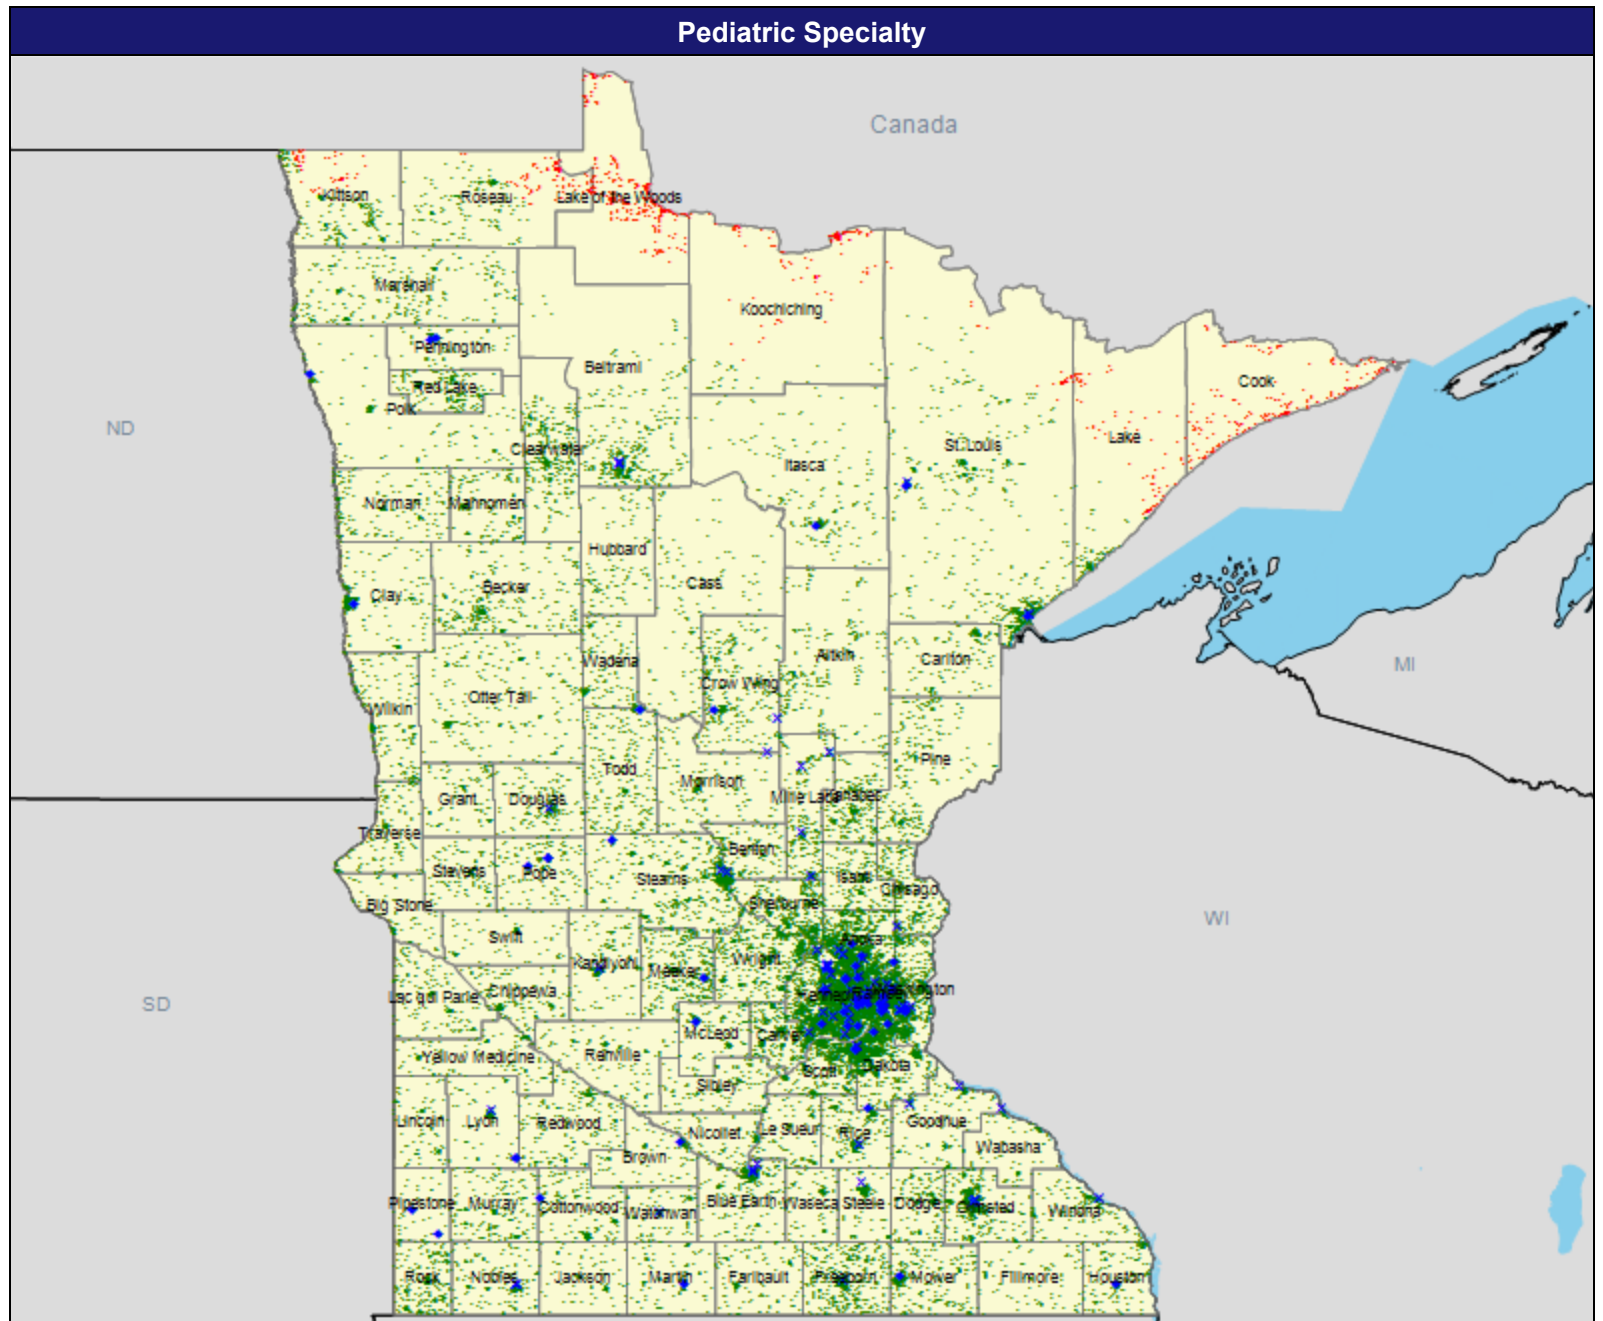 Pediatric Specialty
Canada
Kittson
Roseau
Lake of the Woods
Marshall
Koochiching
Pennington
Beltrami
Red Lake
Polk
Cook
ND
Clearwater
St. Louis
Lake
Itasca
Norman
Mahnomen
Hubbard
Cass
Clay
Becker
Wadena
Aitkin
Carlton
MI
Crow Wing
Otter Tail
Wilkin
Pine
Todd
Morrison
Grant
Douglas
Mille Lacs
Kanabec
Traverse
Benton
Stevens
Pope
Stearns
Isanti
Chisago
Big Stone
Sherburne
WI
Swift
Anoka
Kandiyohi
Meeker
Wright
Lac qui Parle
Chippewa
Hennepin
Ramsey
Washington
SD
McLeod
Carver
Yellow Medicine
Renville
Scott
Dakota
Sibley
Lincoln
Lyon
Redwood
Nicollet
Le Sueur
Rice
Goodhue
Brown
Wabasha
Pipestone
Murray
Cottonwood
Watonwan
Blue Earth
Waseca
Steele
Dodge
Olmsted
Winona
Rock
Nobles
Jackson
Martin
Faribault
Freeborn
Mower
Fillmore
Houston